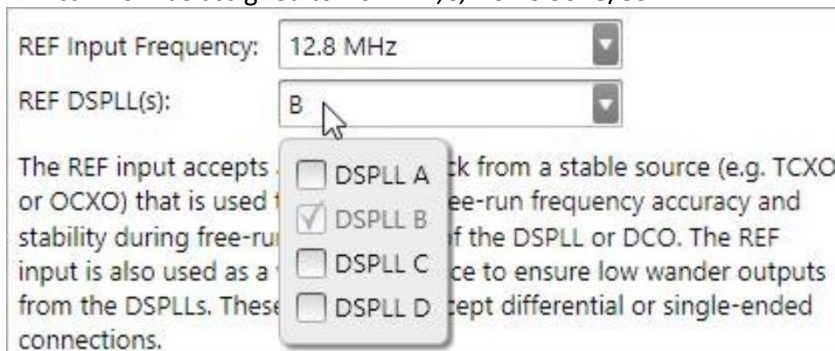 REF Input Frequency: 12.8 MHz
REF DSPLL(s): B
DSPLL A
DSPLL B
DSPLL C
DSPLL D
The REF input accepts ck from a stable source (e.g. TCXO
or OCXO) that is used ee-run frequency accuracy and
stability during free-ru f the DSPLL or DCO. The REF
input is also used as a ce to ensure low wander outputs
from the DSPLLs. These cept differential or single-ended
connections.